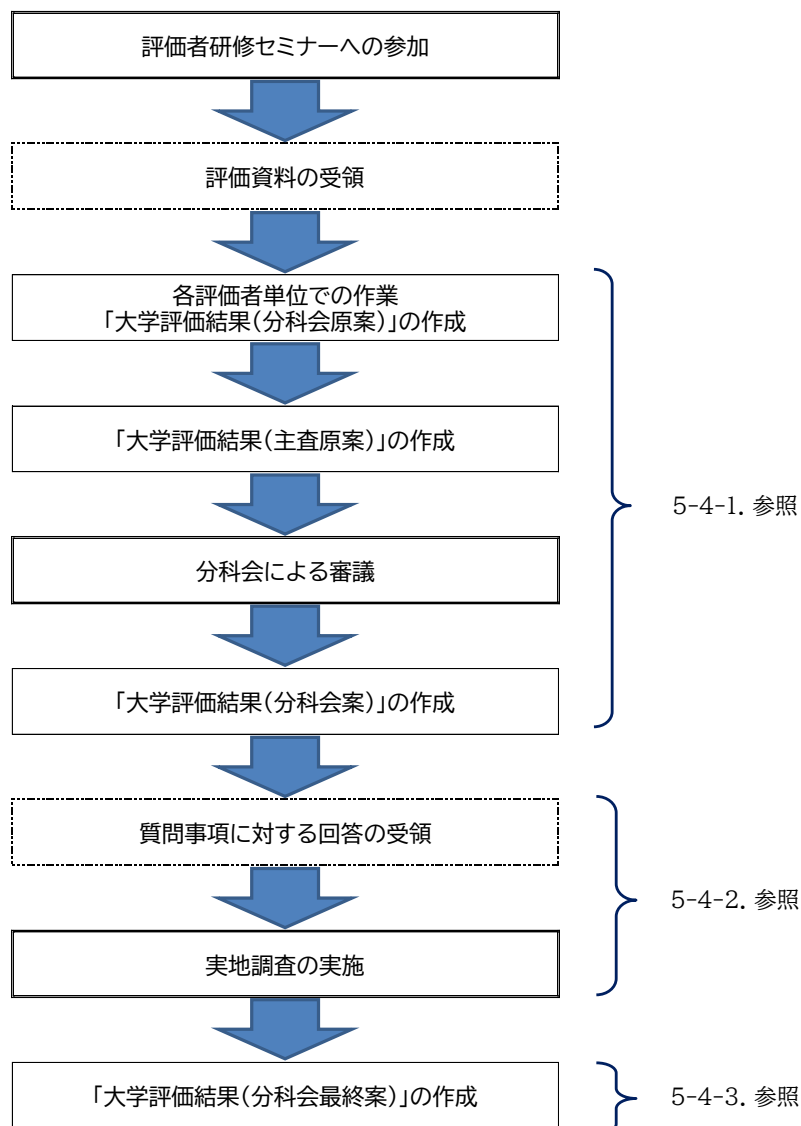 評価者研修セミナーへの参加
評価資料の受領
各評価者単位での作業
「大学評価結果(分科会原案)」の作成
「大学評価結果(主査原案)」の作成
分科会による審議
「大学評価結果(分科会案)」の作成
5-4-1. 参照
質問事項に対する回答の受領
実地調査の実施
5-4-2. 参照
「大学評価結果(分科会最終案)」の作成
5-4-3. 参照